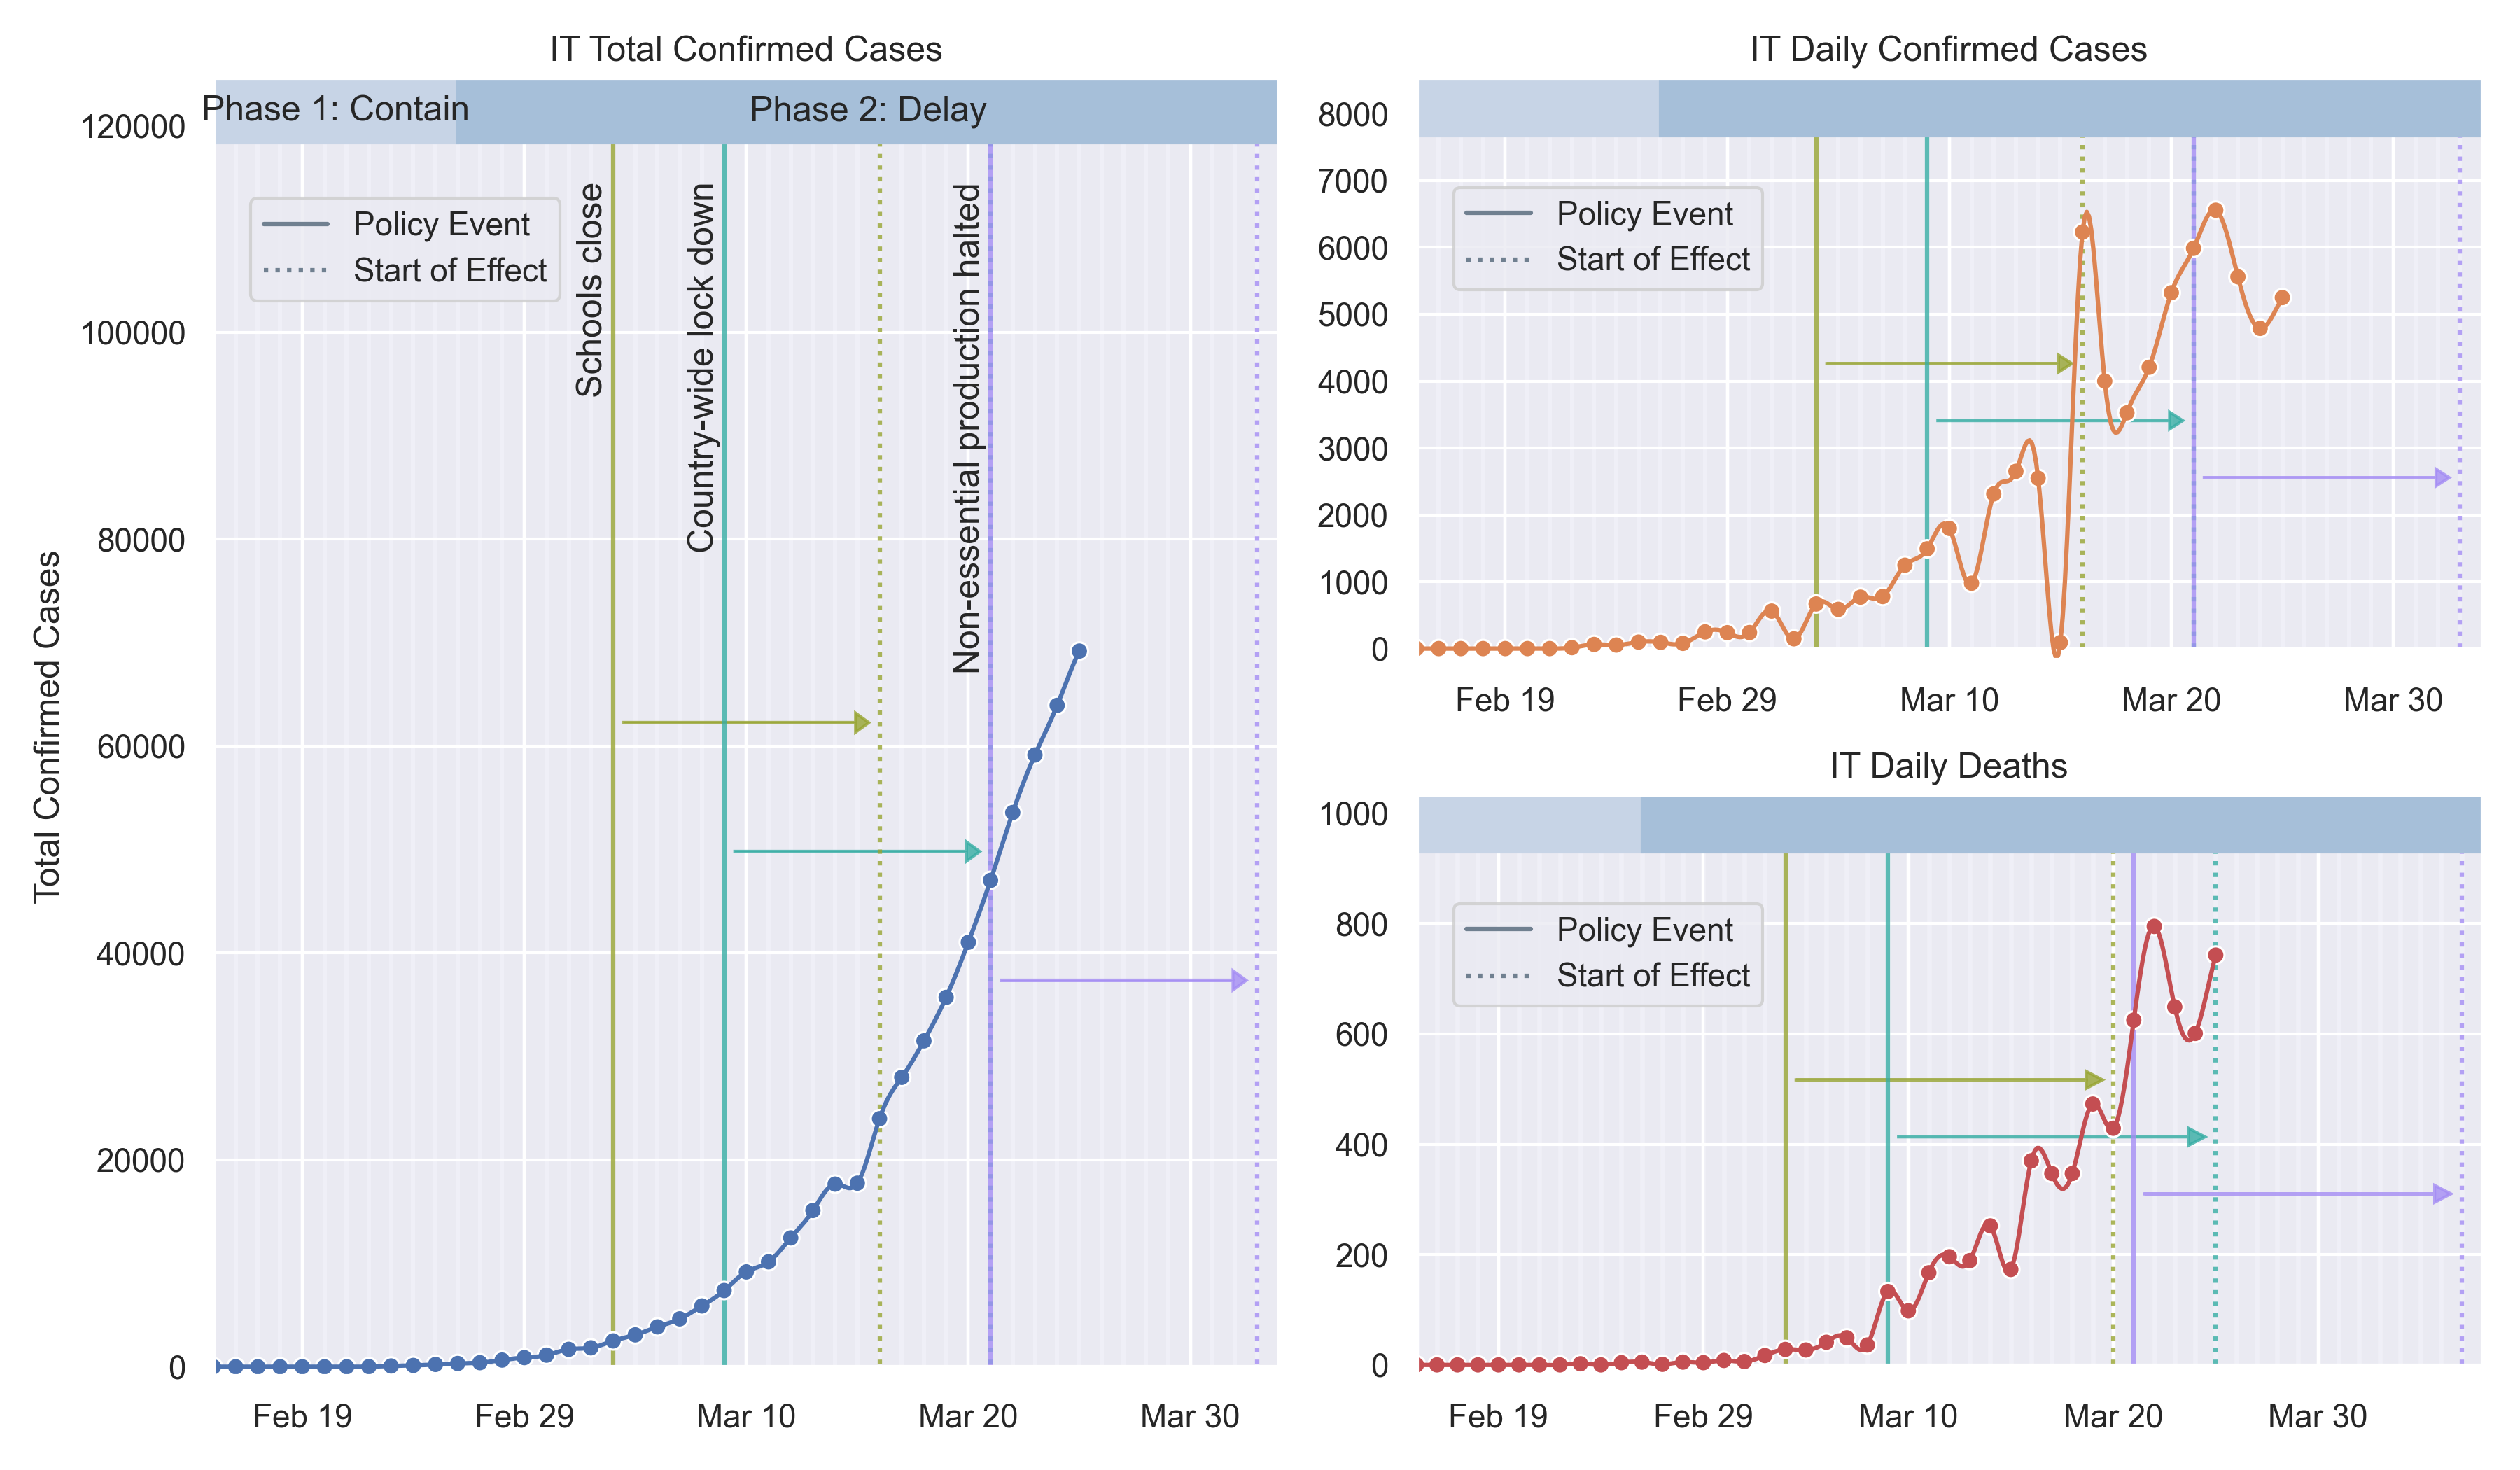 IT Total Confirmed Cases
Phase 1: Contain
Phase 2: Delay
Policy Event
Start of Effect
Schools close
Country-wide lock down
Non-essential production halted
Total Confirmed Cases
120000
100000
80000
60000
40000
20000
0
Feb 19
Feb 29
Mar 10
Mar 20
Mar 30
IT Daily Confirmed Cases
8000
7000
6000
5000
4000
3000
2000
1000
0
Policy Event
Start of Effect
Feb 19
Feb 29
Mar 10
Mar 20
Mar 30
IT Daily Deaths
1000
800
600
400
200
0
Policy Event
Start of Effect
Feb 19
Feb 29
Mar 10
Mar 20
Mar 30